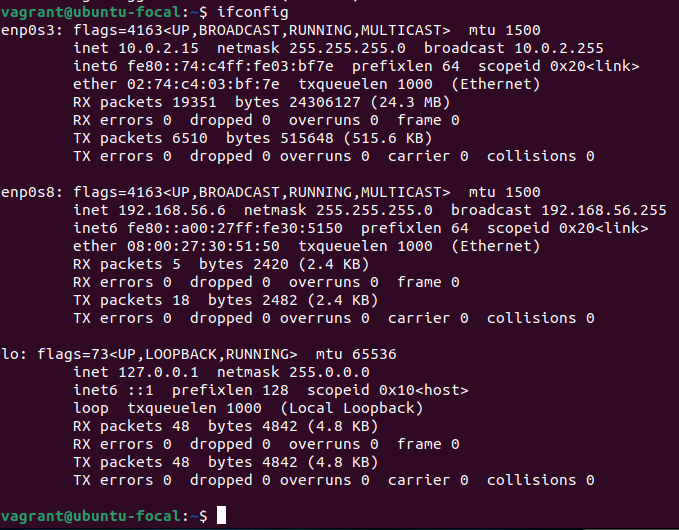 vagrant@ubuntu-focal:~$ ifconfig
enp0s3: flags=4163<UP,BROADCAST,RUNNING,MULTICAST>  mtu 1500
        inet 10.0.2.15  netmask 255.255.255.0  broadcast 10.0.2.255
        inet6 fe80::74:c4ff:fe03:bf7e  prefixlen 64  scopeid 0x20<link>
        ether 02:74:c4:03:bf:7e  txqueuelen 1000  (Ethernet)
        RX packets 19351  bytes 24306127 (24.3 MB)
        RX errors 0  dropped 0  overruns 0  frame 0
        TX packets 6510  bytes 515648 (515.6 KB)
        TX errors 0  dropped 0 overruns 0  carrier 0  collisions 0

enp0s8: flags=4163<UP,BROADCAST,RUNNING,MULTICAST>  mtu 1500
        inet 192.168.56.6  netmask 255.255.255.0  broadcast 192.168.56.255
        inet6 fe80::a00:27ff:fe30:5150  prefixlen 64  scopeid 0x20<link>
        ether 08:00:27:30:51:50  txqueuelen 1000  (Ethernet)
        RX packets 5  bytes 2420 (2.4 KB)
        RX errors 0  dropped 0  overruns 0  frame 0
        TX packets 18  bytes 2482 (2.4 KB)
        TX errors 0  dropped 0 overruns 0  carrier 0  collisions 0

lo: flags=73<UP,LOOPBACK,RUNNING>  mtu 65536
        inet 127.0.0.1  netmask 255.0.0.0
        inet6 ::1  prefixlen 128  scopeid 0x10<host>
        loop  txqueuelen 1000  (Local Loopback)
        RX packets 48  bytes 4842 (4.8 KB)
        RX errors 0  dropped 0  overruns 0  frame 0
        TX packets 48  bytes 4842 (4.8 KB)
        TX errors 0  dropped 0 overruns 0  carrier 0  collisions 0

vagrant@ubuntu-focal:~$